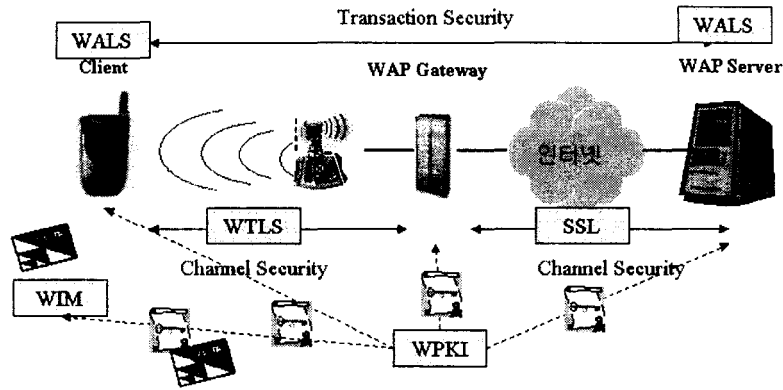 Transaction Security
WALS
WALS
Client
WAP Gateway
WAP Server
인터넷
WTLS
SSL
Channel Security
Channel Security
WIM
WPKI